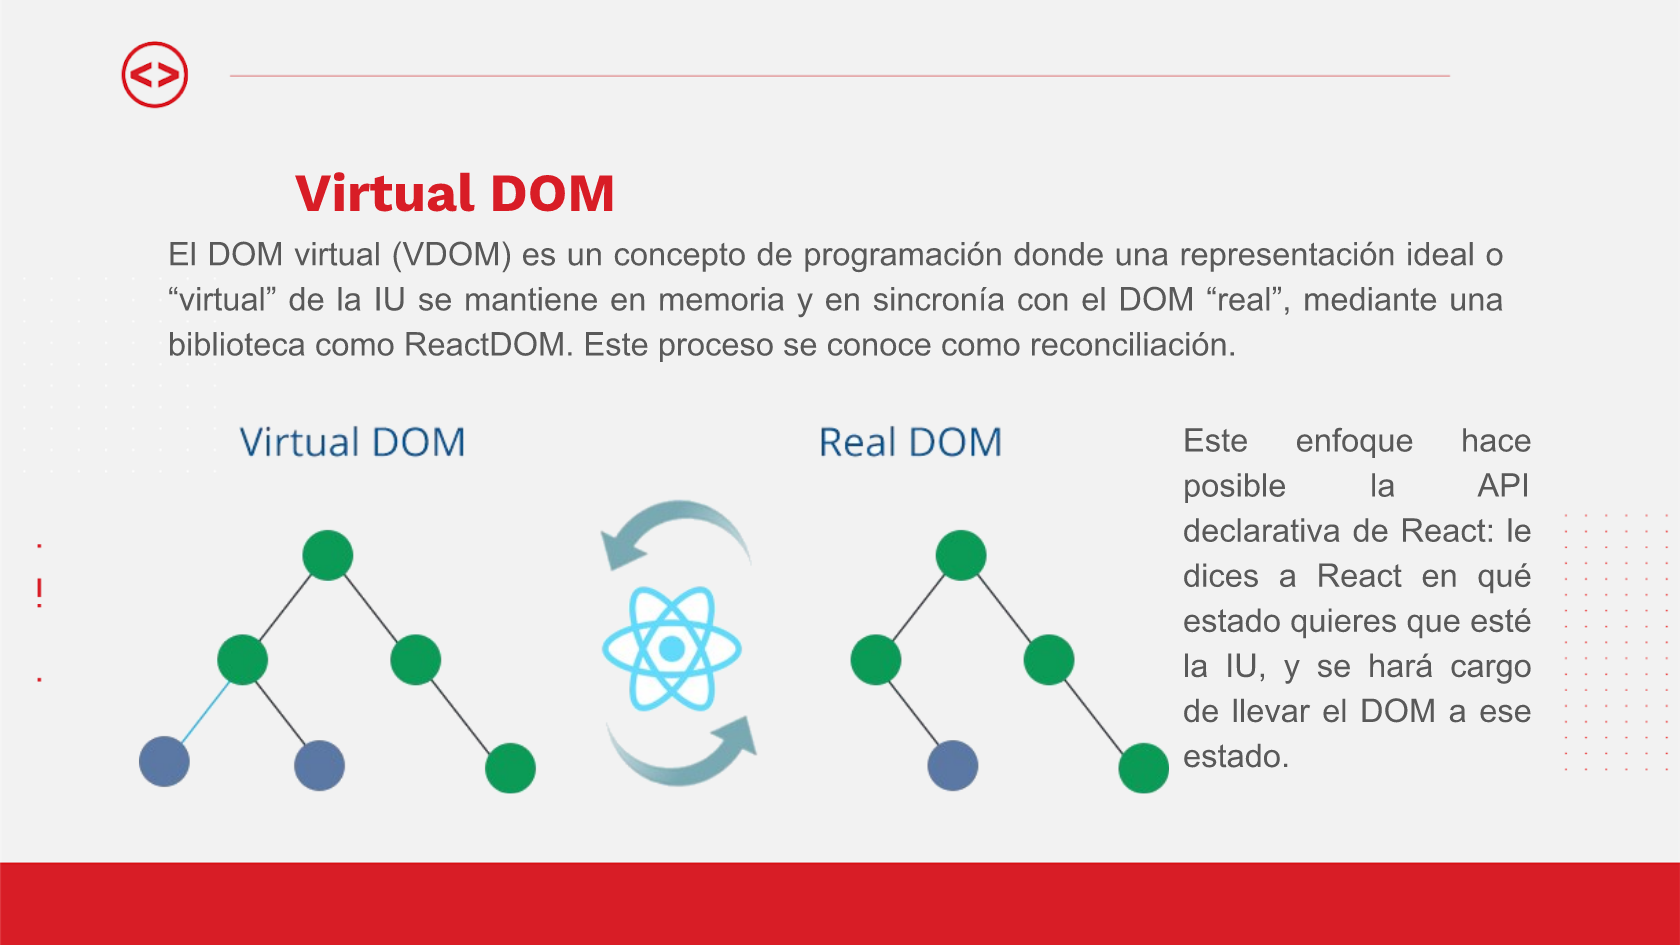 <>
Virtual DOM
El DOM virtual (VDOM) es un concepto de programación donde una representación ideal o
“virtual” de la IU se mantiene en memoria y en sincronía con el DOM “real”, mediante una
biblioteca como ReactDOM. Este proceso se conoce como reconciliación.
Virtual DOM
Real DOM
Este enfoque hace
posible la API
declarativa de React: le
dices a React en qué
estado quieres que esté
la IU, y se hará cargo
de llevar el DOM a ese
estado.